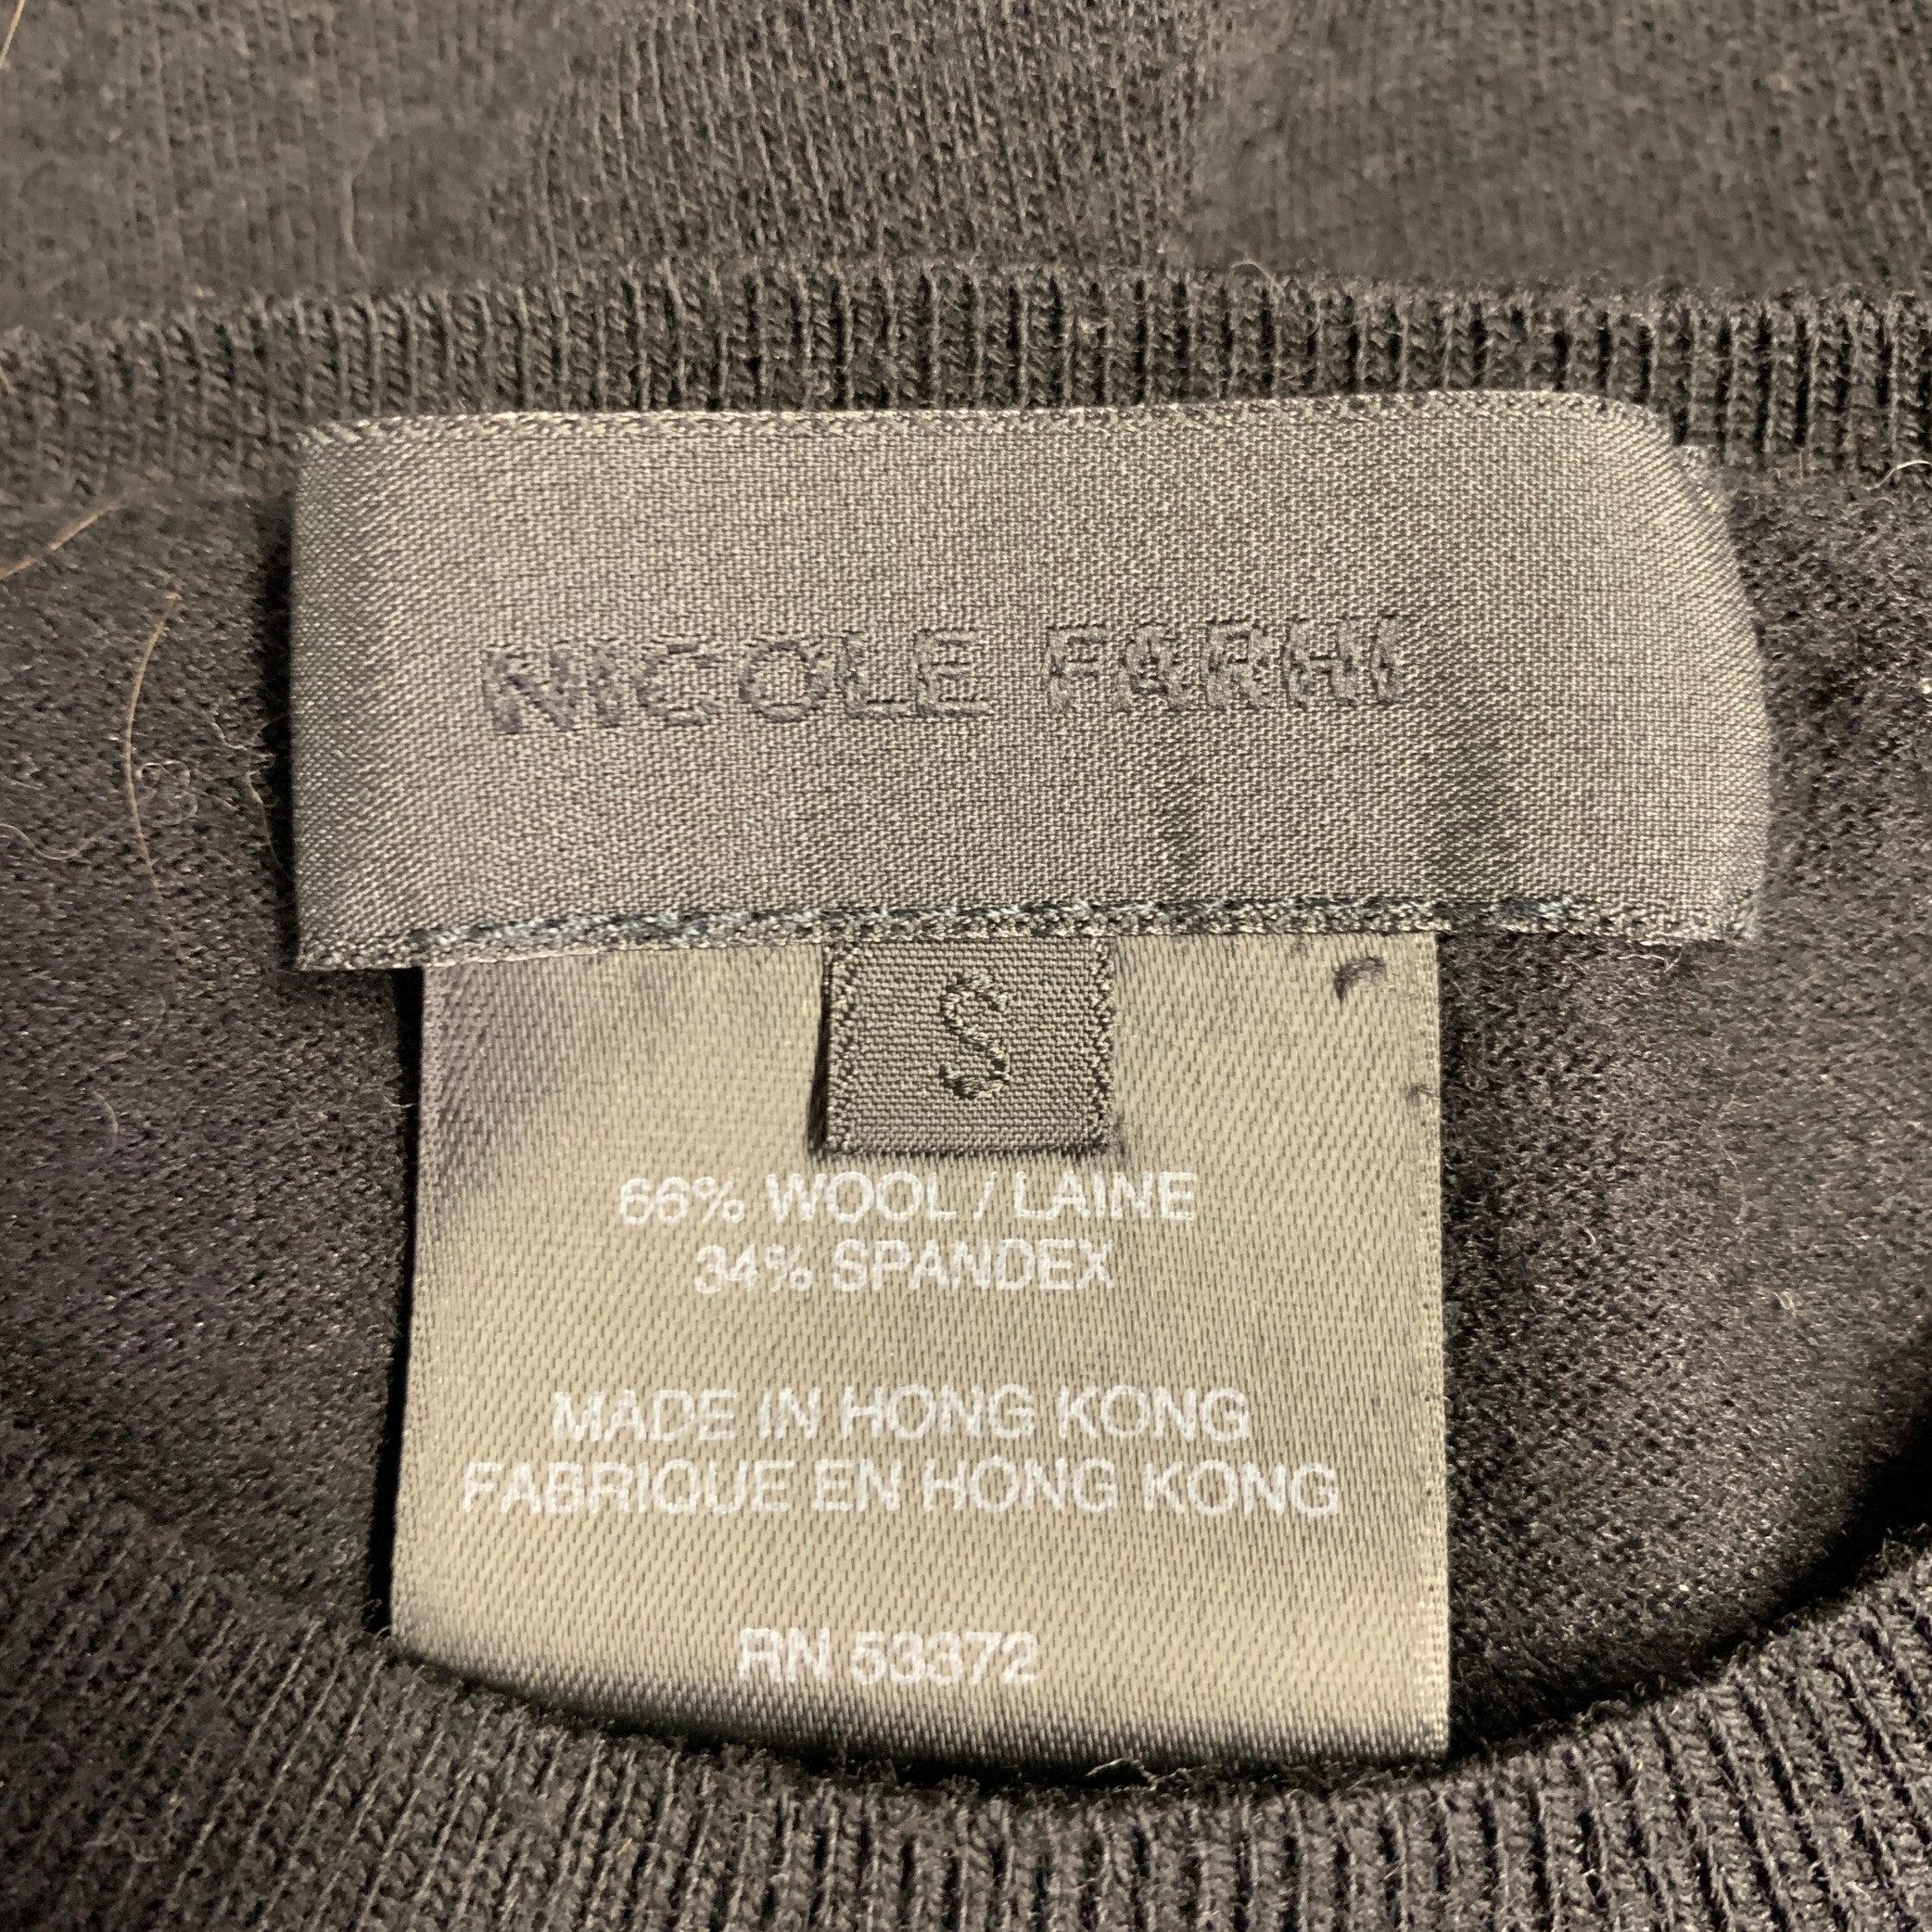 NICOLE FARHI
S
66% WOOL / LAINE
34% SPANDEX
MADE IN HONG KONG
FABRIQUE EN HONG KONG
RN 53372